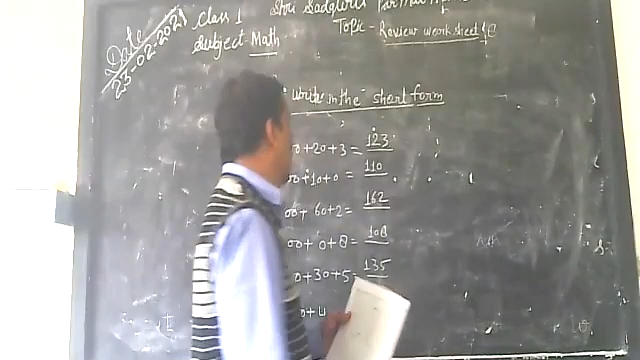 Date
23-02-2021
Class 1
Subject-Math
Shri Sadguru
Topic - Review worksheet
write in the short form
0+20+3=123
00+10+0=110
00+60+2=162
00+0+8=108
0+30+5=135
0+4